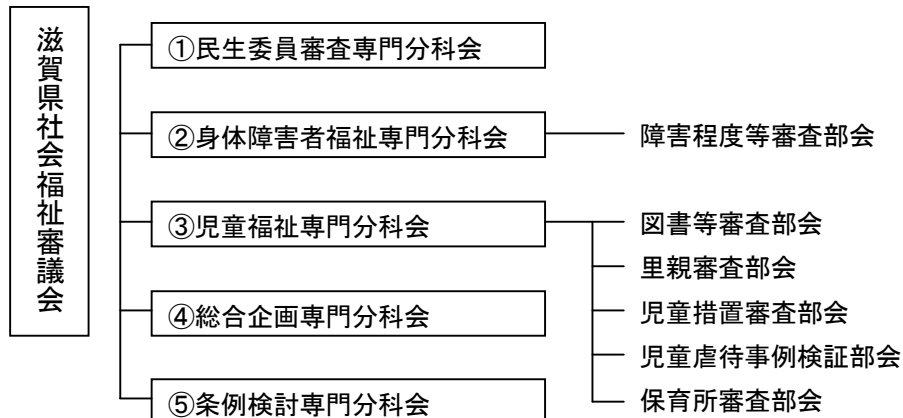 滋賀県社会福祉審議会
①民生委員審査専門分科会
②身体障害者福祉専門分科会
障害程度等審査部会
③児童福祉専門分科会
図書等審査部会
里親審査部会
児童措置審査部会
児童虐待事例検証部会
保育所審査部会
④総合企画専門分科会
⑤条例検討専門分科会